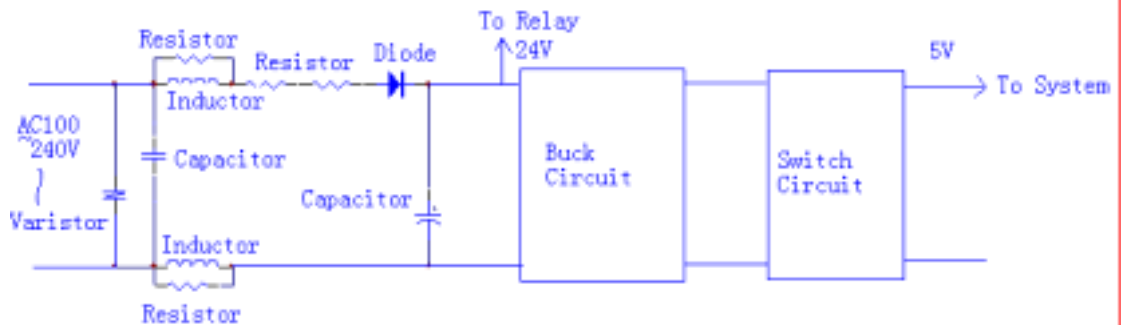 To Relay
24V
Resistor
Diode
5V
Resistor
Inductor
To System
AC100
~240V
Capacitor
Buck
Circuit
Switch
Circuit
Capacitor
Varistor
Inductor
Resistor